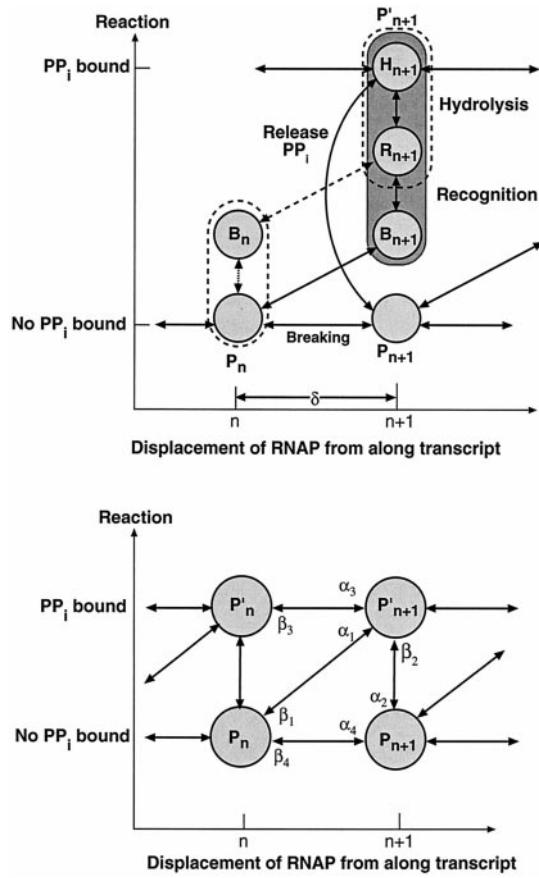 Reaction
P'n+1
PPi bound
Hn+1
Hydrolysis
Release
PPi
Rn+1
Recognition
Bn
Bn+1
No PPi bound
Breaking
Pn
Pn+1
δ
n
n+1
Displacement of RNAP from along transcript
Reaction
PPi bound
P'n
α3
P'n+1
β3
α1
β2
β1
α2
No PPi bound
Pn
β4
α4
Pn+1
n
n+1
Displacement of RNAP from along transcript